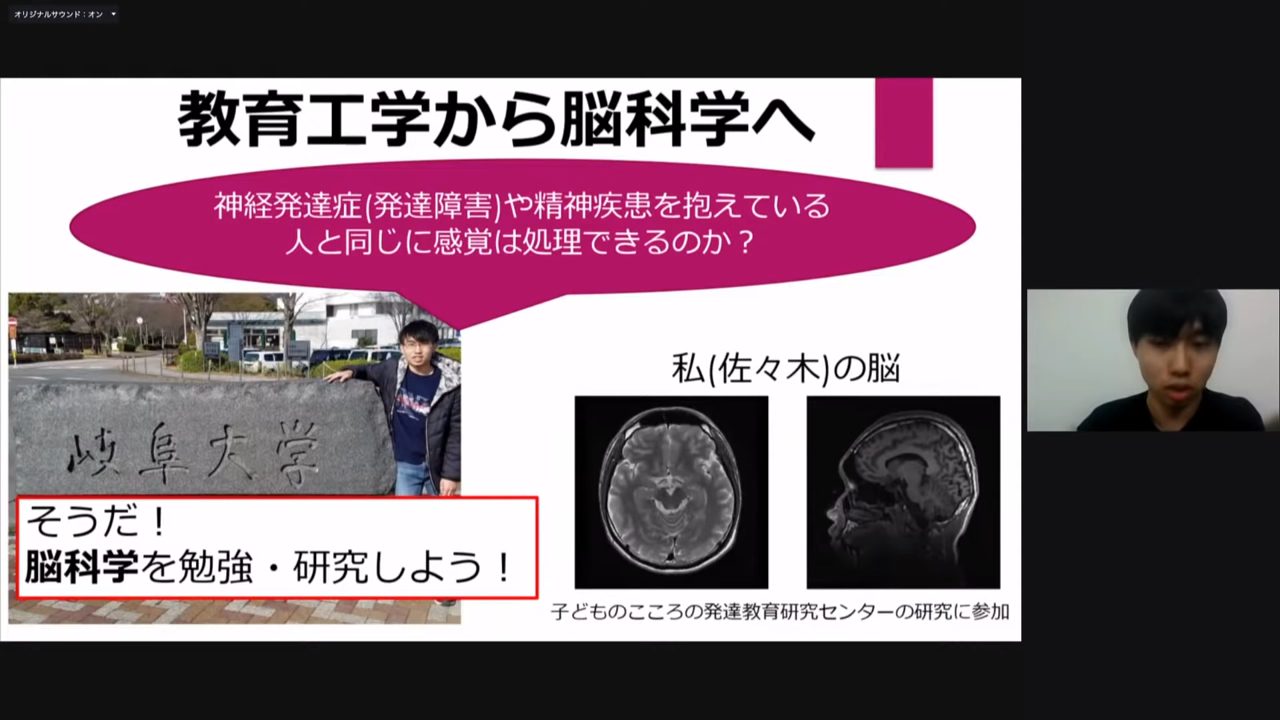 オリジナルサウンド：オン
教育工学から脳科学へ
神経発達症(発達障害)や精神疾患を抱えている
人と同じに感覚は処理できるのか？
岐阜大学
私(佐々木)の脳
そうだ！
脳科学を勉強・研究しよう！
子どものこころの発達教育研究センターの研究に参加